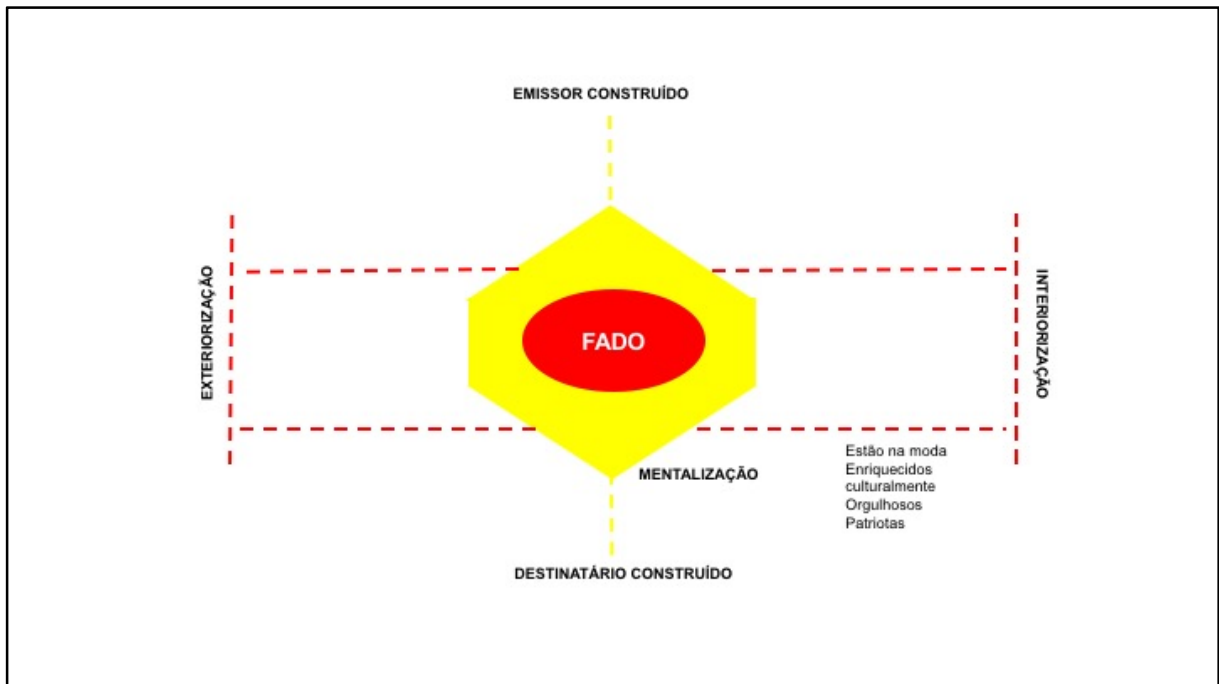 EMISSOR CONSTRUÍDO
EXTERIORIZAÇÃO
FADO
INTERIORIZAÇÃO
MENTALIZAÇÃO
Estão na moda
Enriquecidos
culturalmente
Orgulhosos
Patriotas
DESTINATÁRIO CONSTRUÍDO